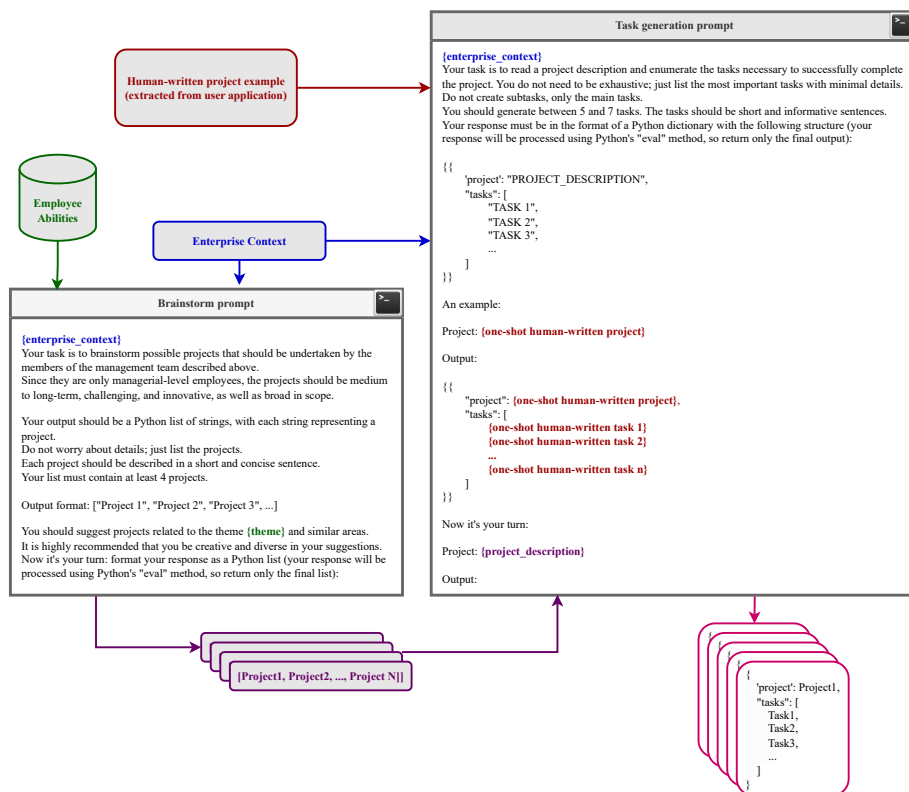 Human-written project example
(extracted from user application)
Employee
Abilities
Enterprise Context
Brainstorm prompt
>_
{enterprise_context}
Your task is to brainstorm possible projects that should be undertaken by the
members of the management team described above.
Since they are only managerial-level employees, the projects should be medium
to long-term, challenging, and innovative, as well as broad in scope.
Your output should be a Python list of strings, with each string representing a
project.
Do not worry about details; just list the projects.
Each project should be described in a short and concise sentence.
Your list must contain at least 4 projects.
Output format: ["Project 1", "Project 2", "Project 3", ...]
You should suggest projects related to the theme {theme} and similar areas.
It is highly recommended that you be creative and diverse in your suggestions.
Now it's your turn: format your response as a Python list (your response will be
processed using Python's "eval" method, so return only the final list):
[Project1, Project2, ..., Project N]]
Task generation prompt
>_
{enterprise_context}
Your task is to read a project description and enumerate the tasks necessary to successfully complete
the project. You do not need to be exhaustive; just list the most important tasks with minimal details.
Do not create subtasks, only the main tasks.
You should generate between 5 and 7 tasks. The tasks should be short and informative sentences.
Your response must be in the format of a Python dictionary with the following structure (your
response will be processed using Python's "eval" method, so return only the final output):
{{
'project': "PROJECT_DESCRIPTION",
"tasks": [
"TASK 1",
"TASK 2",
"TASK 3",
...
]
}}
An example:
Project: {one-shot human-written project}
Output:
{{
"project": {one-shot human-written project},
"tasks": [
{one-shot human-written task 1}
{one-shot human-written task 2}
...
{one-shot human-written task n}
]
}}
Now it's your turn:
Project: {project_description}
Output:
{
{
{
{
{
'project': Project1,
"tasks": [
Task1,
Task2,
Task3,
...
]
}